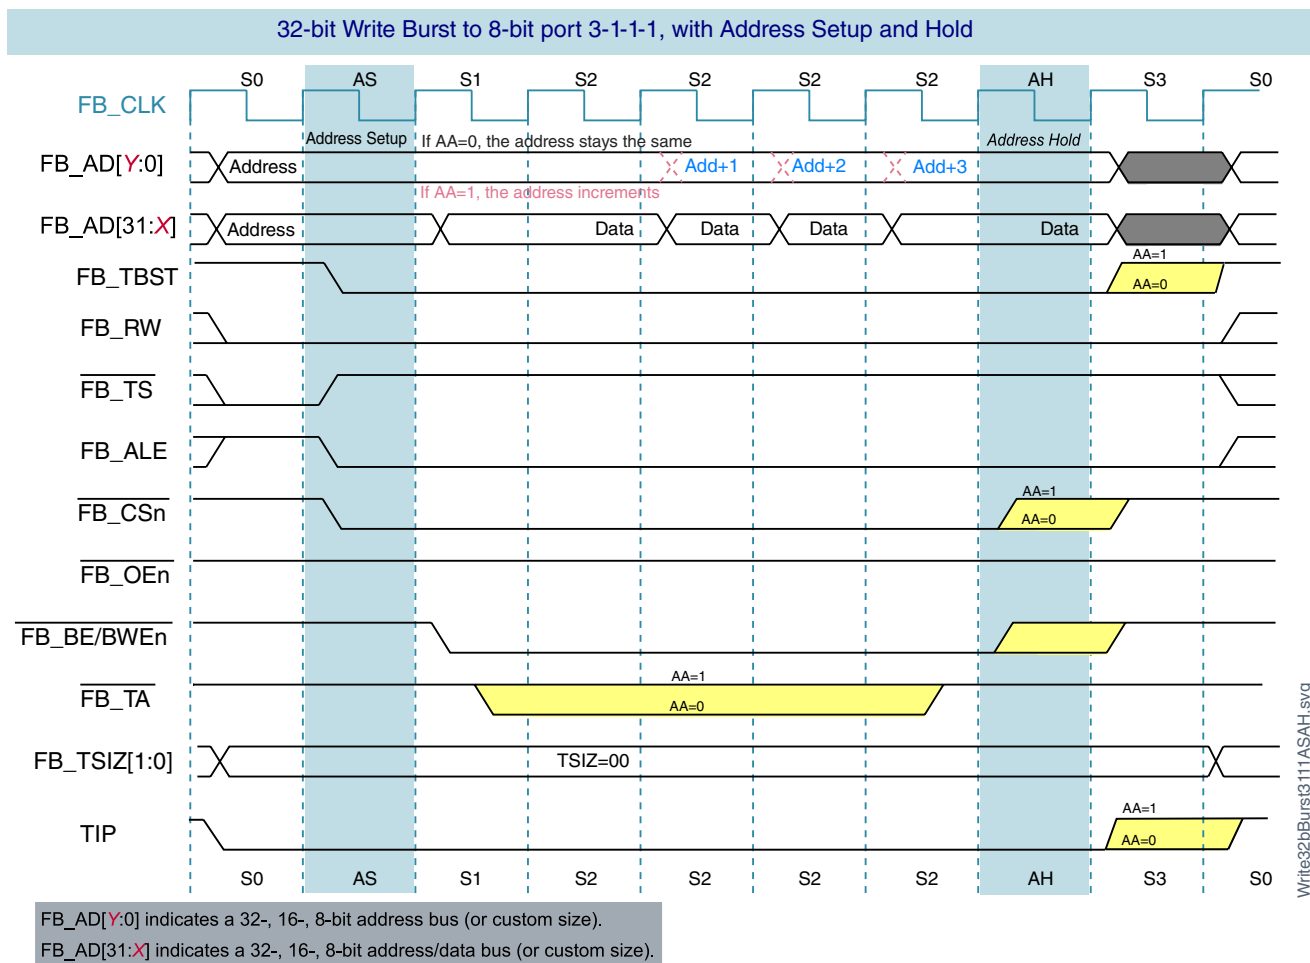 32-bit Write Burst to 8-bit port 3-1-1-1, with Address Setup and Hold
S0 AS S1 S2 S2 S2 S2 AH S3 S0
FB_CLK
Address Setup If AA=0, the address stays the same Address Hold
FB_AD[Y:0] Address Add+1 Add+2 Add+3
If AA=1, the address increments
FB_AD[31:X] Address Data Data Data Data
AA=1
FB_TBST
AA=0
FB_RW
FB_TS
FB_ALE
AA=1
FB_CSn
AA=0
FB_OEn
FB_BE/BWEn
AA=1
FB_TA
AA=0
FB_TSIZ[1:0] TSIZ=00
AA=1
TIP
AA=0
S0 AS S1 S2 S2 S2 S2 AH S3 S0
Write32bBurst3111ASAH.svg
FB_AD[Y:0] indicates a 32-, 16-, 8-bit address bus (or custom size).
FB_AD[31:X] indicates a 32-, 16-, 8-bit address/data bus (or custom size).